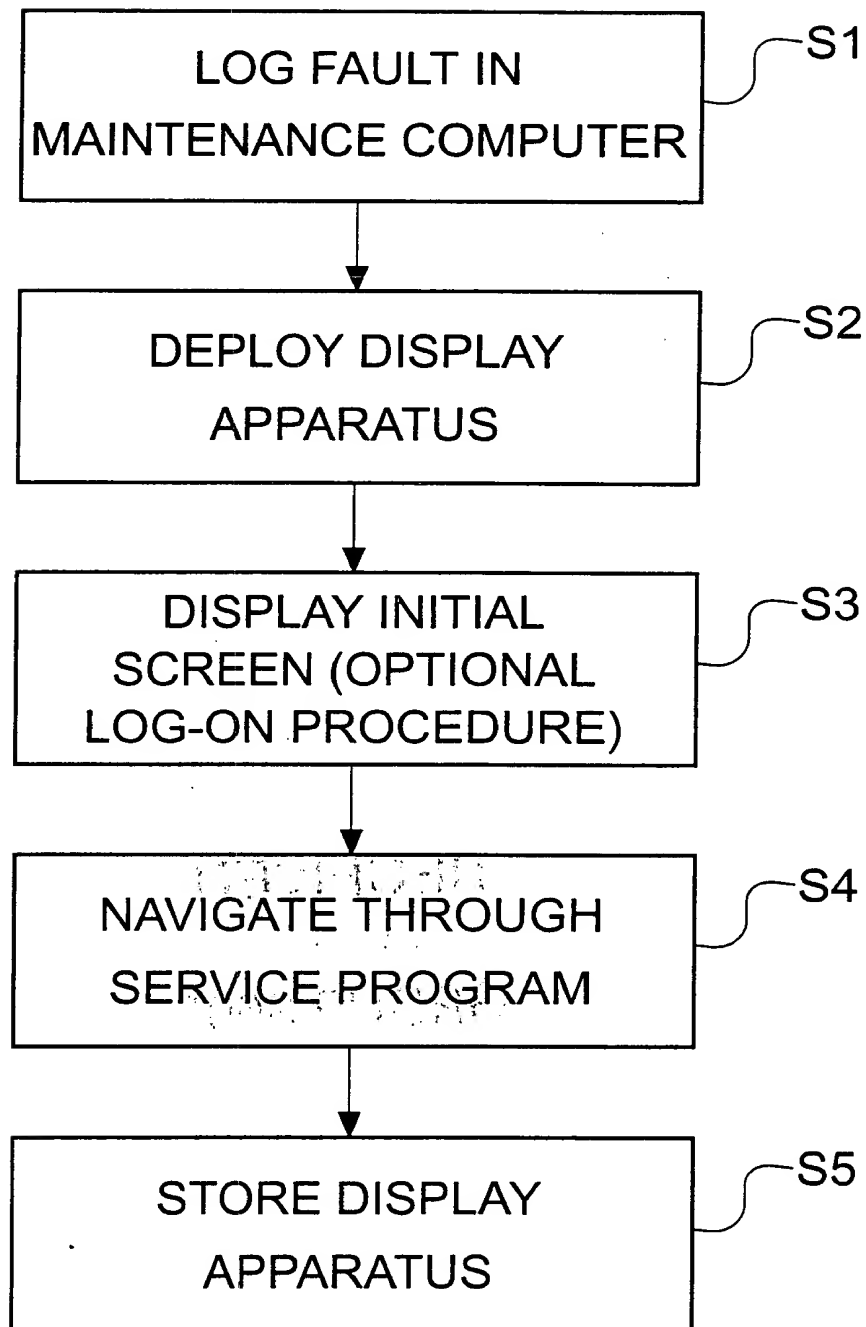 LOG FAULT IN
MAINTENANCE COMPUTER
S1
DEPLOY DISPLAY
APPARATUS
S2
DISPLAY INITIAL
SCREEN (OPTIONAL
LOG-ON PROCEDURE)
S3
NAVIGATE THROUGH
SERVICE PROGRAM
S4
STORE DISPLAY
APPARATUS
S5